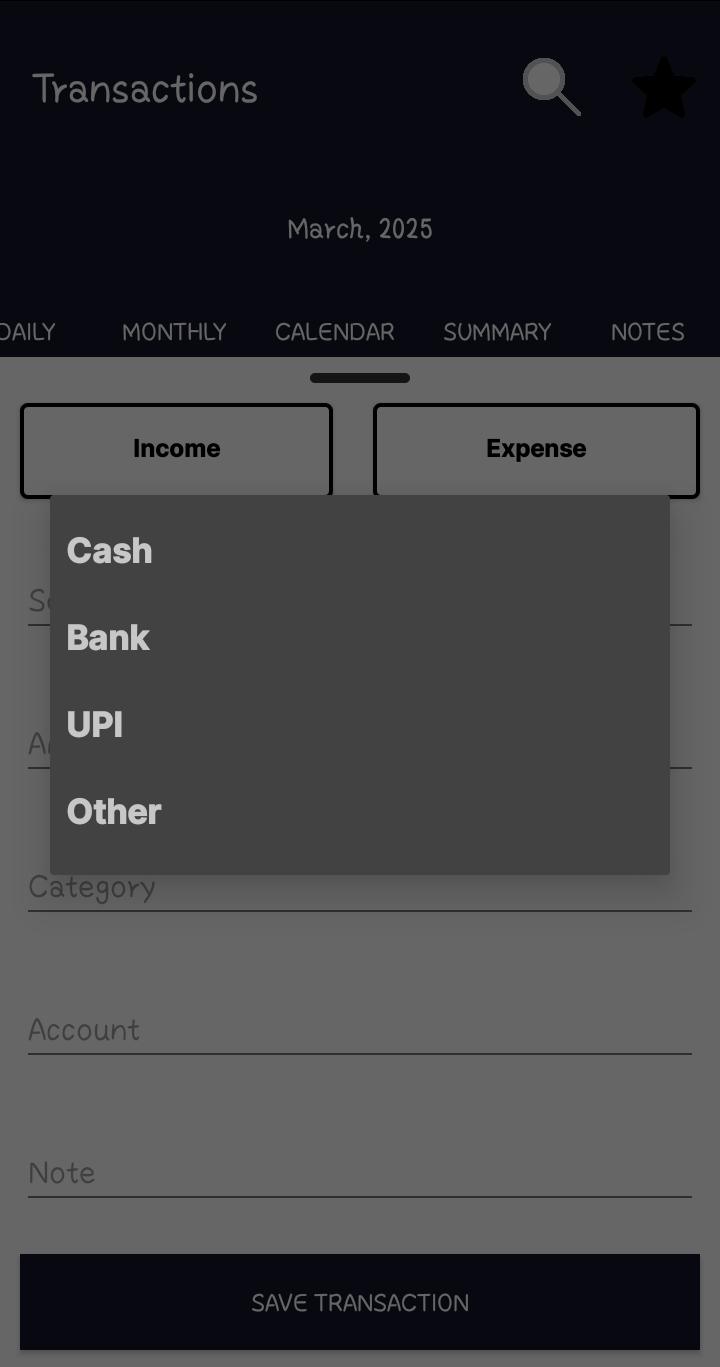 Transactions
March, 2025
DAILY MONTHLY CALENDAR SUMMARY NOTES
Income Expense
Cash
Bank
UPI
Other
Category
Account
Note
SAVE TRANSACTION